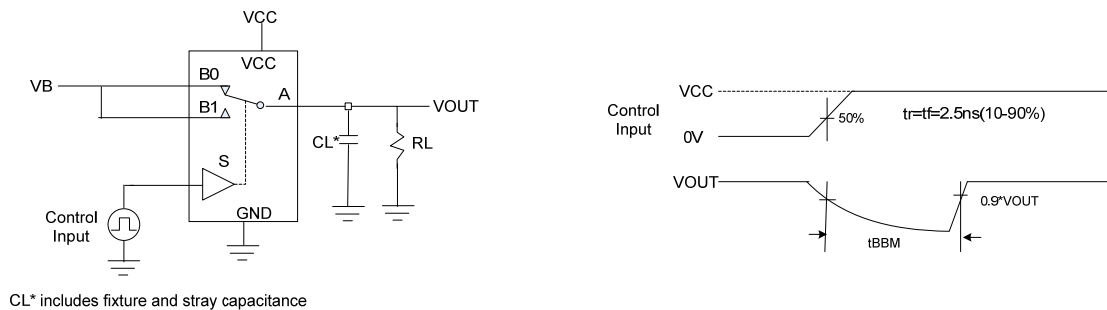 VCC
VCC
VB
B0
B1
A
VOUT
CL*
RL
S
GND
Control
Input
CL* includes fixture and stray capacitance
VCC
Control
Input
0V
50%
tr=tf=2.5ns(10-90%)
VOUT
0.9*VOUT
tBBM